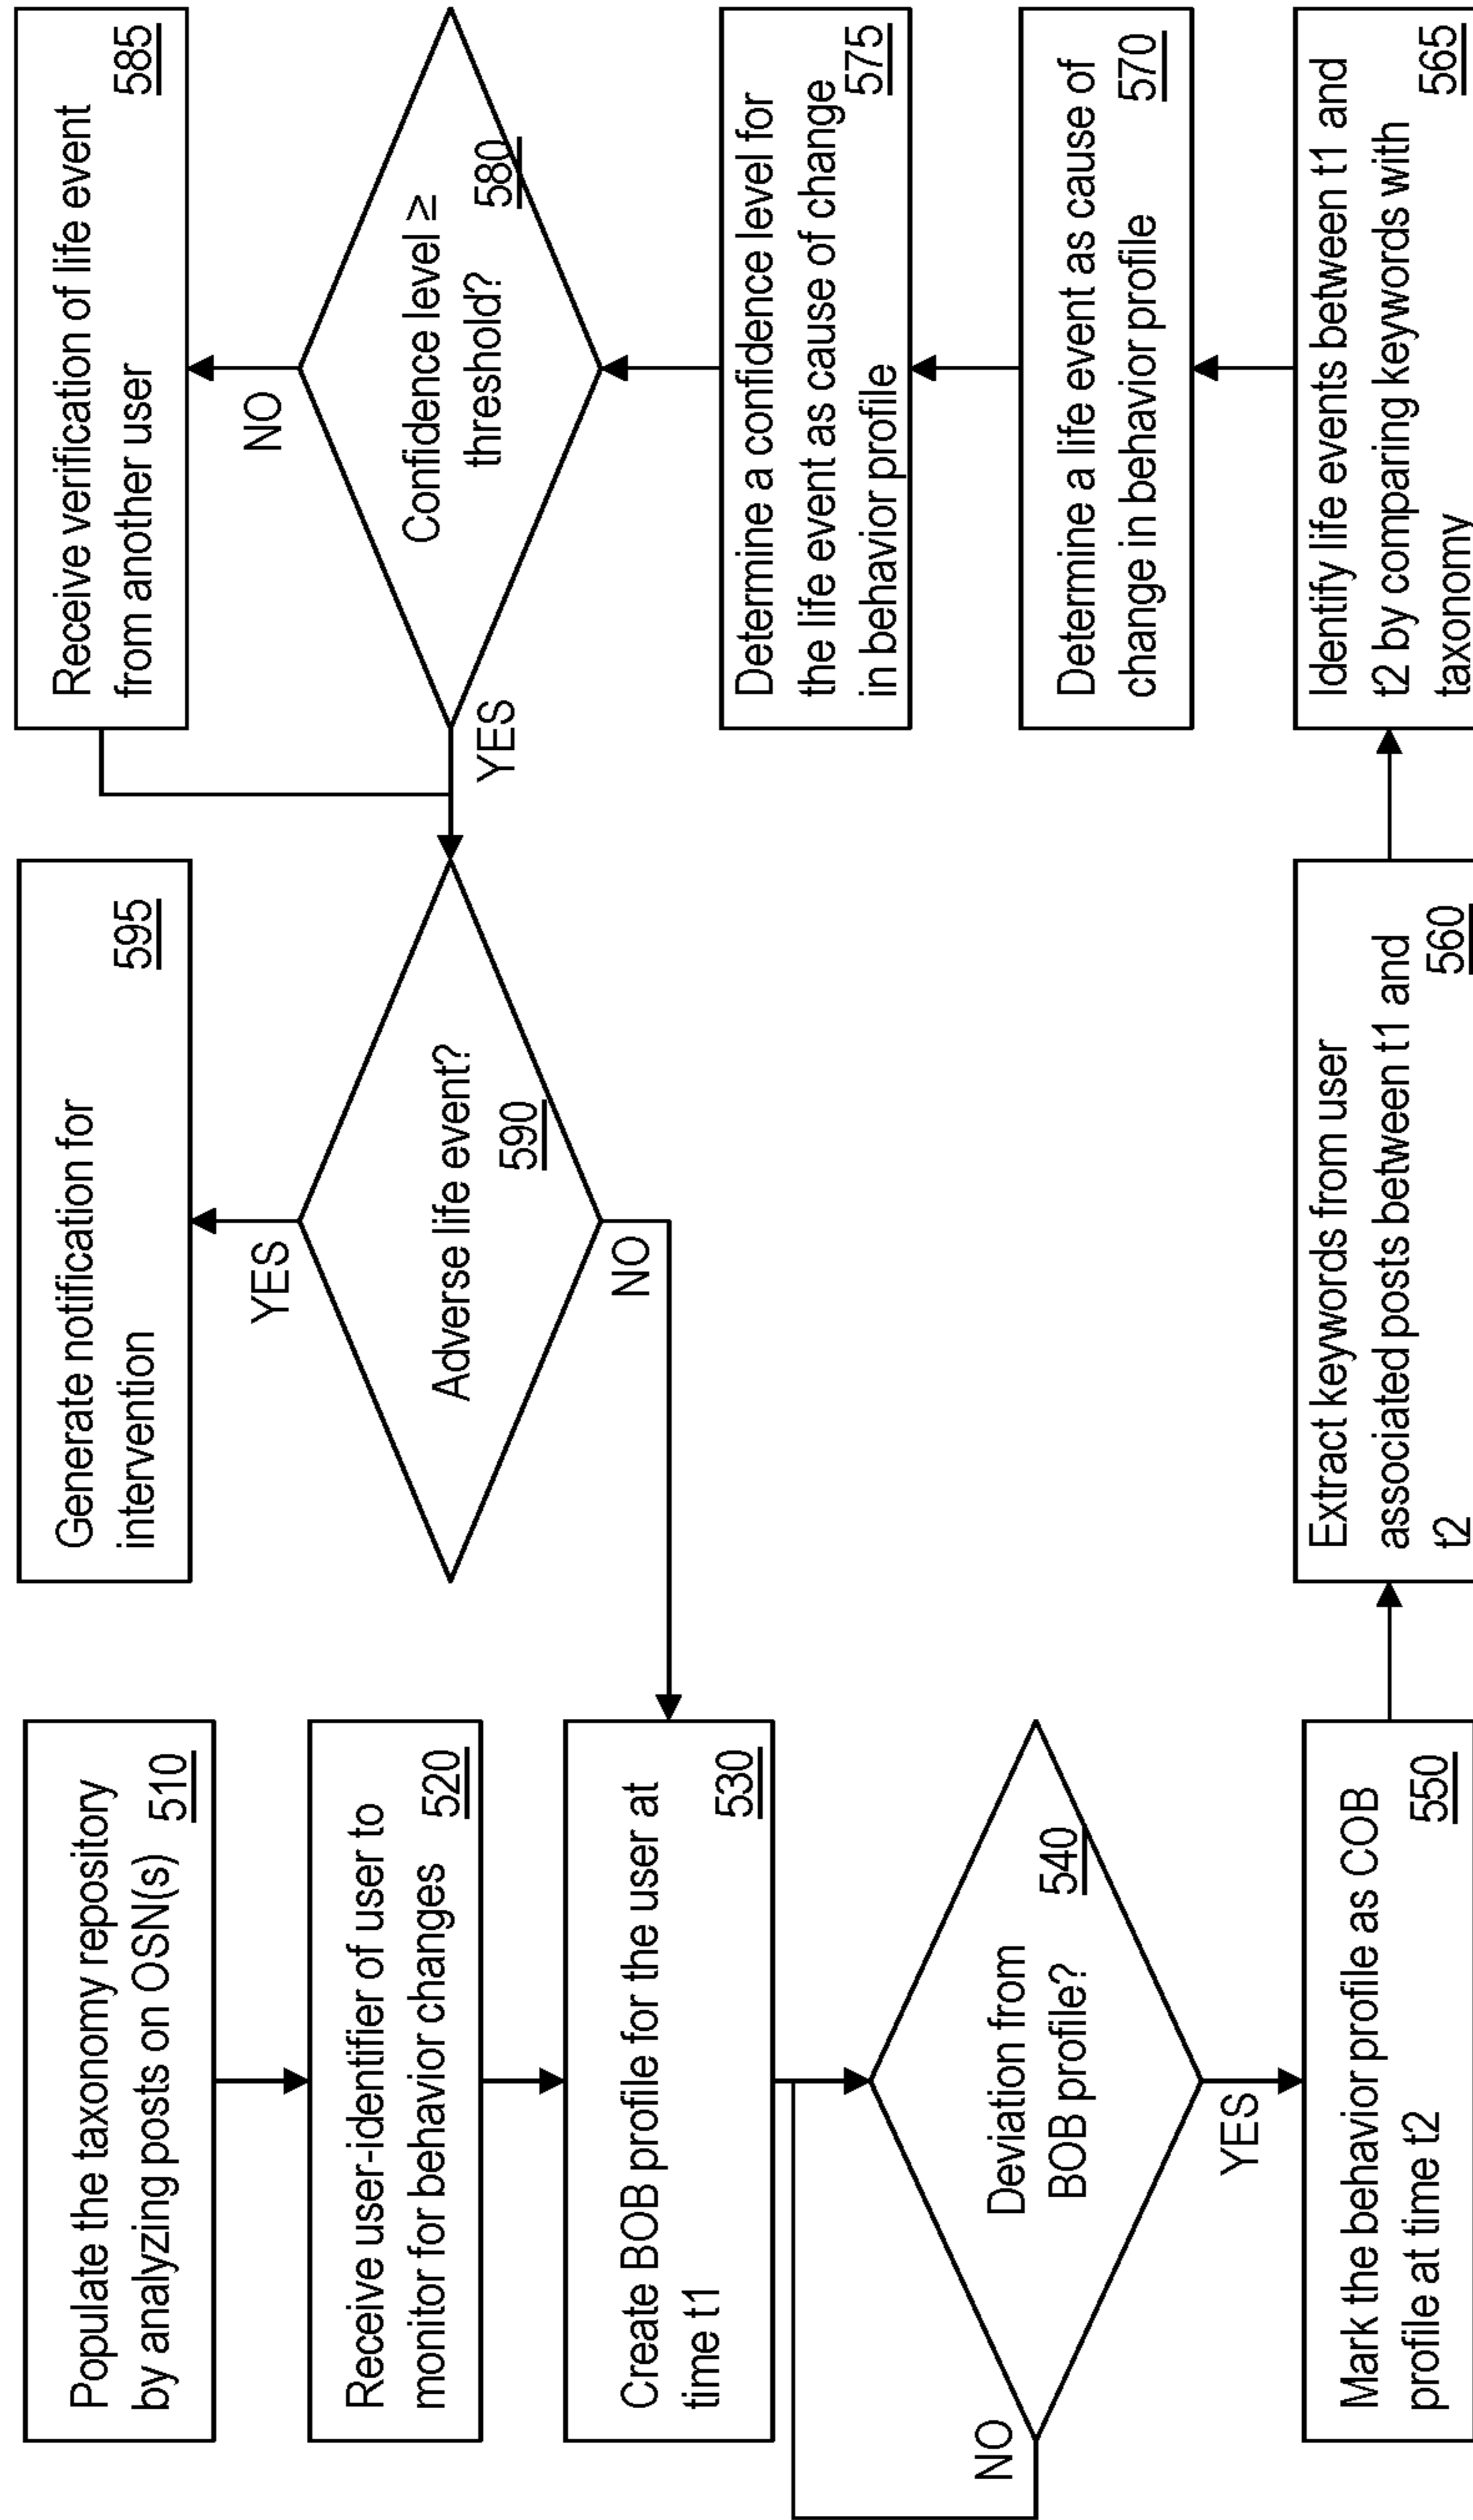 Populate the taxonomy repository
by analyzing posts on OSN(s) 510
Receive user-identifier of user to
monitor for behavior changes 520
Create BOB profile for the user at
time t1 530
Deviation from
BOB profile? 540
NO
YES
Mark the behavior profile as COB
profile at time t2 550
Extract keywords from user
associated posts between t1 and
t2 560
Identify life events between t1 and
t2 by comparing keywords with
taxonomy 565
Determine a life event as cause of
change in behavior profile 570
Determine a confidence level for
the life event as cause of change
in behavior profile 575
Confidence level ≥
threshold? 580
NO
YES
Receive verification of life event
from another user 585
Adverse life event?
590
YES
NO
Generate notification for
intervention 595